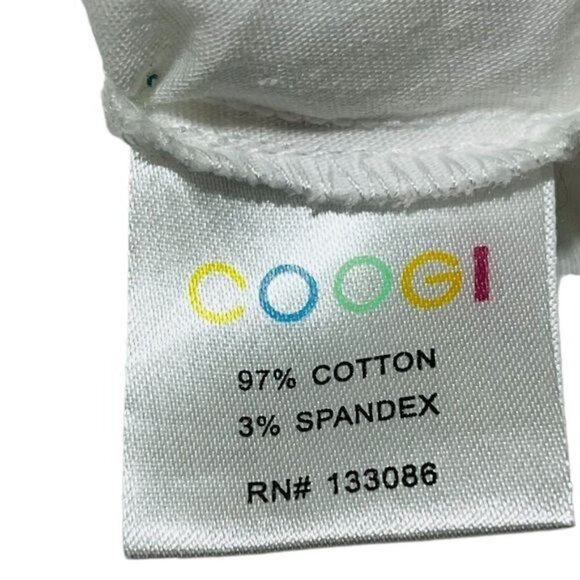 COOGI
97% COTTON
3% SPANDEX
RN# 133086